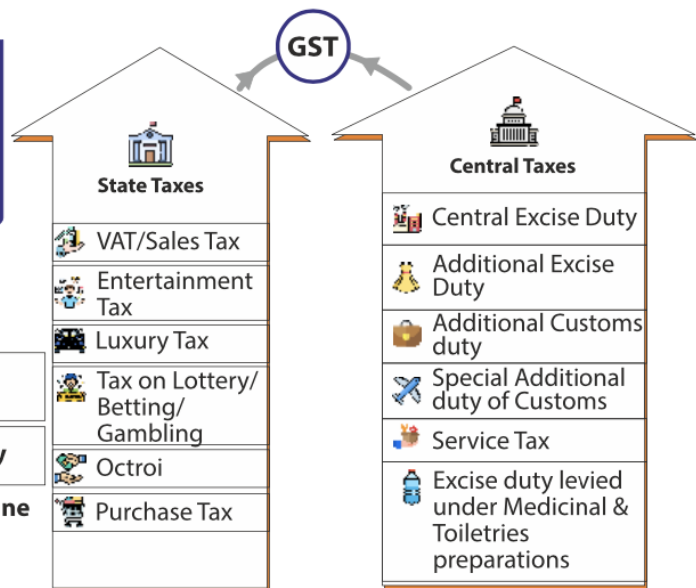 GST
State Taxes
VAT/Sales Tax
Entertainment
Tax
Luxury Tax
Tax on Lottery/
Betting/
Gambling
Octroi
Purchase Tax
Central Taxes
Central Excise Duty
Additional Excise
Duty
Additional Customs
duty
Special Additional
duty of Customs
Service Tax
Excise duty levied
under Medicinal &
Toiletries
preparations